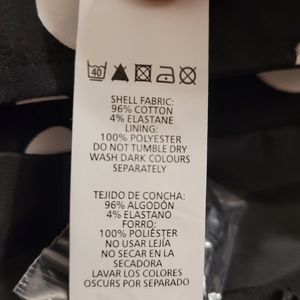 40
SHELL FABRIC:
96% COTTON
4% ELASTANE
LINING:
100% POLYESTER
DO NOT TUMBLE DRY
WASH DARK COLOURS
SEPARATELY
TEJIDO DE CONCHA:
96% ALGODÓN
4% ELASTANO
FORRO:
100% POLIÉSTER
NO USAR LEJÍA
NO SECAR EN LA
SECADORA
LAVAR LOS COLORES
OSCUROS POR SEPARADO